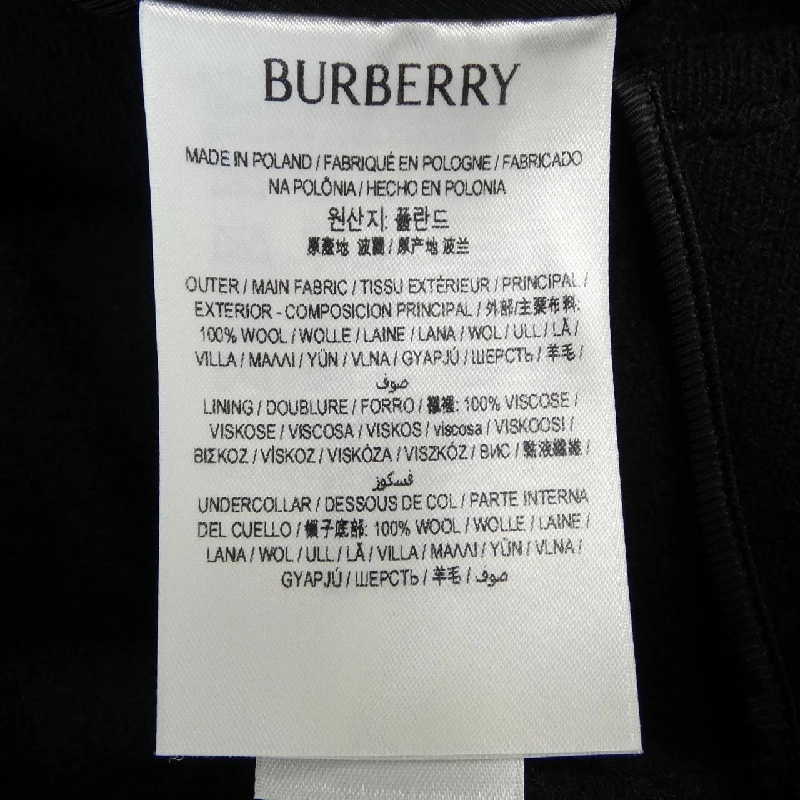 BURBERRY
MADE IN POLAND / FABRIQUÉ EN POLOGNE / FABRICADO
NA POLÔNIA / HECHO EN POLONIA
원산지: 폴란드
原產地 波蘭 / 原产地 波兰
OUTER / MAIN FABRIC / TISSU EXTÉRIEUR / PRINCIPAL /
EXTERIOR - COMPOSICION PRINCIPAL / 外部/主要布料:
100% WOOL / WOLLE / LAINE / LANA / WOL / ULL / LÃ /
VILLA / ΜΑΛΛΙ / YÜN / VLNA / GYAPJÚ / ШЕРСТЬ / 羊毛 /
صوف
LINING / DOUBLURE / FORRO / 襯裡: 100% VISCOSE /
VISKOSE / VISCOSA / VISKOS / viscosa / VISKOOSI /
ΒΙΣΚΟΖ / VİSKOZ / VISKÓZA / VISZKÓZ / ВИС / 黏液纖維 /
فسكوز
UNDERCOLLAR / DESSOUS DE COL / PARTE INTERNA
DEL CUELLO / 領子底部: 100% WOOL / WOLLE / LAINE /
LANA / WOL / ULL / LÃ / VILLA / ΜΑΛΛΙ / YÜN / VLNA /
GYAPJÚ / ШЕРСТЬ / 羊毛 / صوف